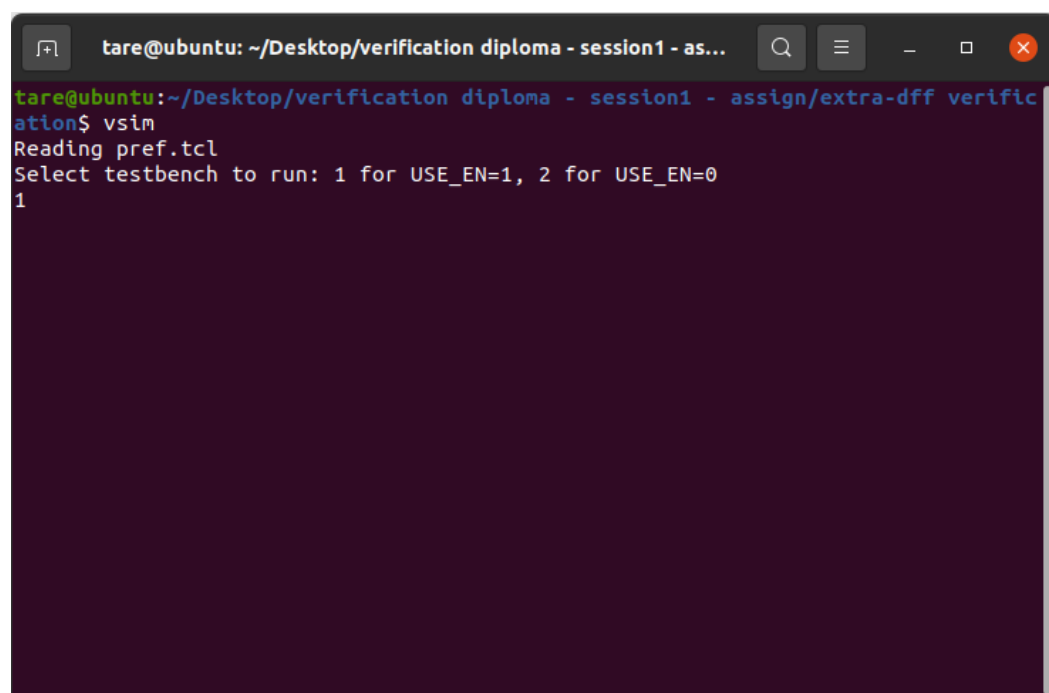 tare@ubuntu: ~/Desktop/verification diploma - session1 - as...
tare@ubuntu:~/Desktop/verification diploma - session1 - assign/extra-dff verific
ation$ vsim
Reading pref.tcl
Select testbench to run: 1 for USE_EN=1, 2 for USE_EN=0
1